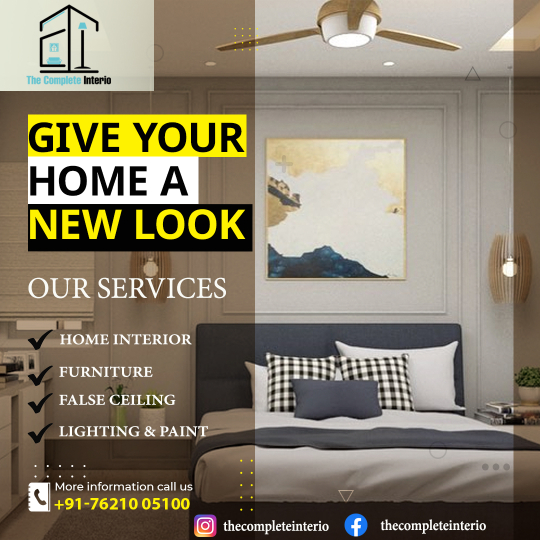 The Complete Interio
GIVE YOUR
HOME A
NEW LOOK
OUR SERVICES
HOME INTERIOR
FURNITURE
FALSE CEILING
LIGHTING & PAINT
More information call us
+91-76210 05100
thecompleteinterio
thecompleteinterio